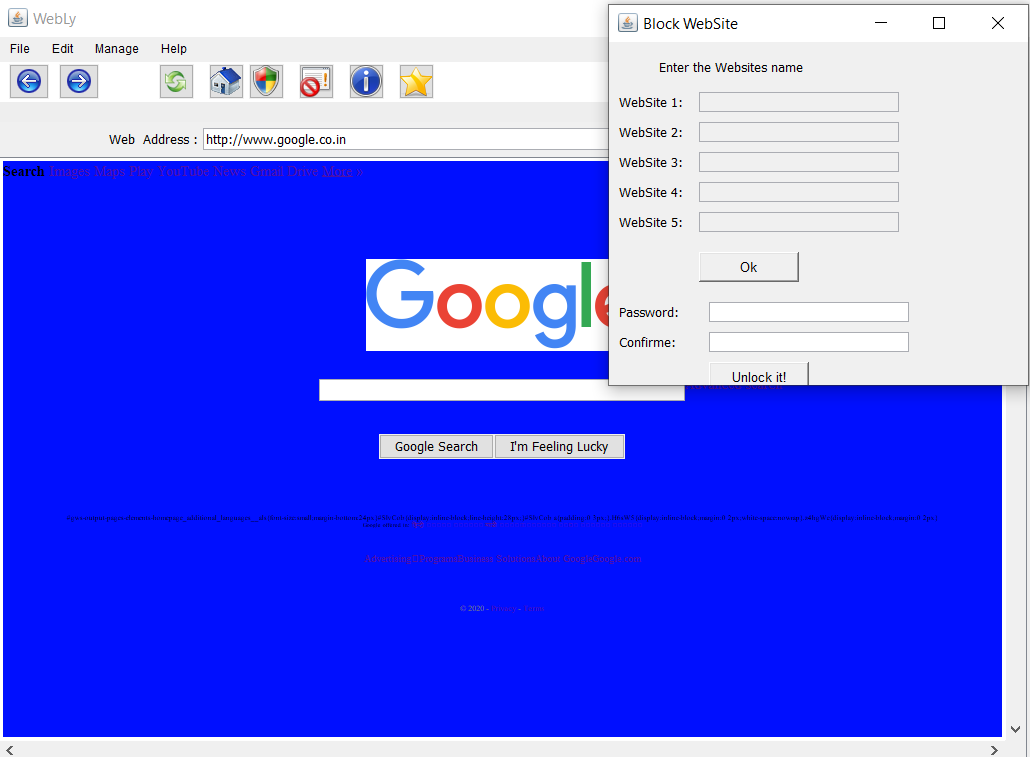 WebLy
File Edit Manage Help
Web Address : http://www.google.co.in
Search Images Maps Play YouTube News Gmail Drive More »
Google
Google Search I'm Feeling Lucky
Advertising ProgramsBusiness SolutionsAbout GoogleGoogle.com
© 2020 - Privacy - Terms
Block WebSite
Enter the Websites name
WebSite 1:
WebSite 2:
WebSite 3:
WebSite 4:
WebSite 5:
Ok
Password:
Confirme:
Unlock it!